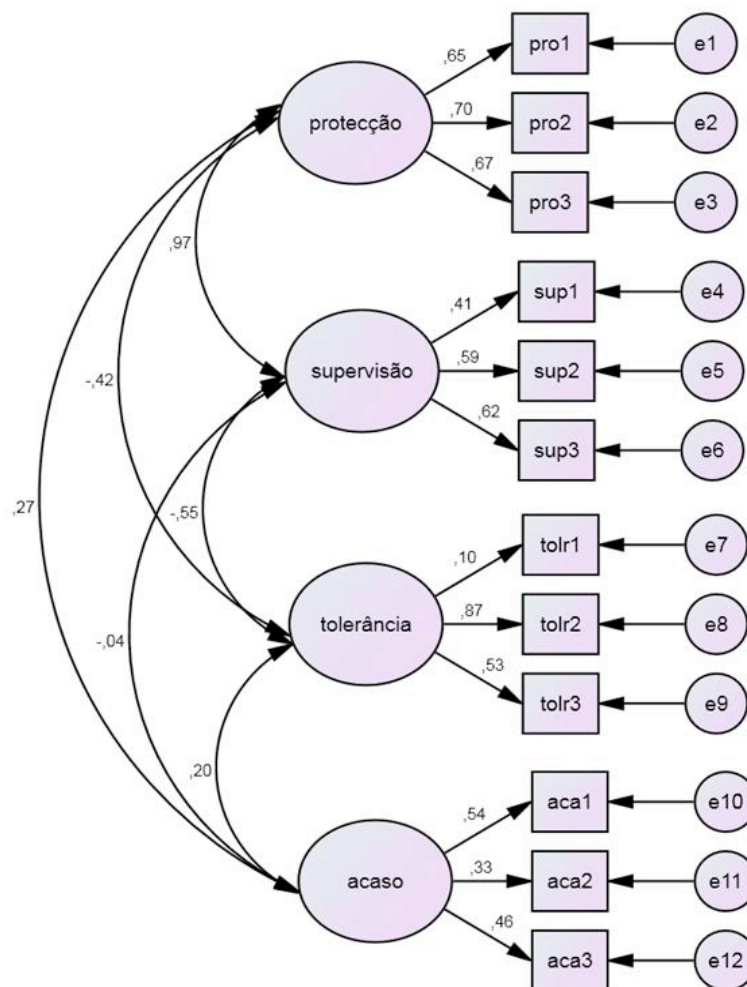 ,65
pro1
e1
protecção
,70
pro2
e2
,67
pro3
e3
,97
,41
sup1
e4
supervisão
,59
sup2
e5
-,42
,62
sup3
e6
,27
-,55
,10
tolr1
e7
tolerância
,87
tolr2
e8
-,04
,53
tolr3
e9
,20
,54
aca1
e10
acaso
,33
aca2
e11
,46
aca3
e12